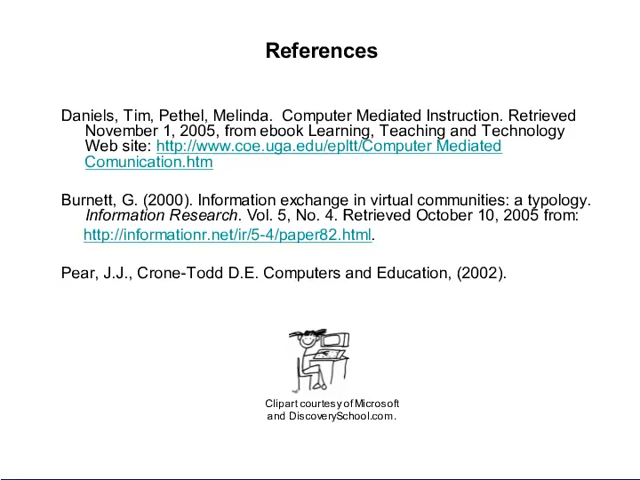 References
Daniels, Tim, Pethel, Melinda.  Computer Mediated Instruction. Retrieved
November 1, 2005, from ebook Learning, Teaching and Technology
Web site: http://www.coe.uga.edu/epltt/Computer Mediated
Comunication.htm
Burnett, G. (2000). Information exchange in virtual communities: a typology.
Information Research. Vol. 5, No. 4. Retrieved October 10, 2005 from:
http://informationr.net/ir/5-4/paper82.html.
Pear, J.J., Crone-Todd D.E. Computers and Education, (2002).
Clipart courtesy of Microsoft
and DiscoverySchool.com.